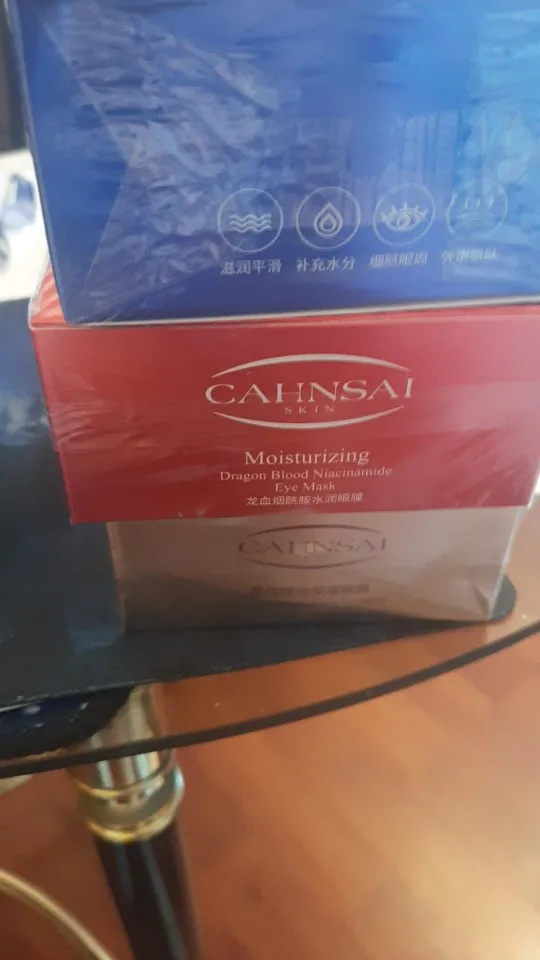 滋润平滑 补充水分 细腻眼周
CAHNSAI
SKIN
Moisturizing
Dragon Blood Niacinamide
Eye Mask
龙血烟酰胺水润眼膜
CAHNSAI